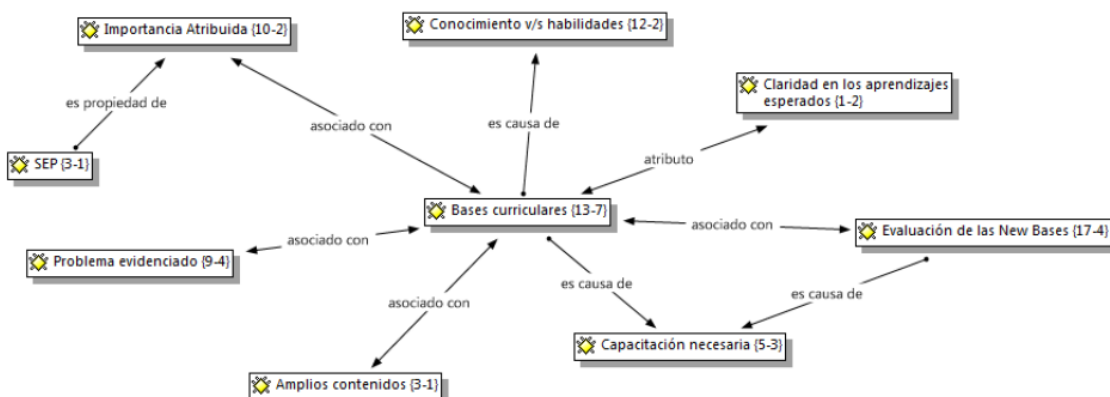 Importancia Atribuida {10-2}
Conocimiento v/s habilidades {12-2}
Claridad en los aprendizajes
esperados {1-2}
es propiedad de
asociado con
es causa de
atributo
SEP {3-1}
Bases curriculares {13-7}
asociado con
asociado con
Evaluación de las New Bases {17-4}
Problema evidenciado {9-4}
asociado con
es causa de
es causa de
Capacitación necesaria {5-3}
Amplios contenidos {3-1}